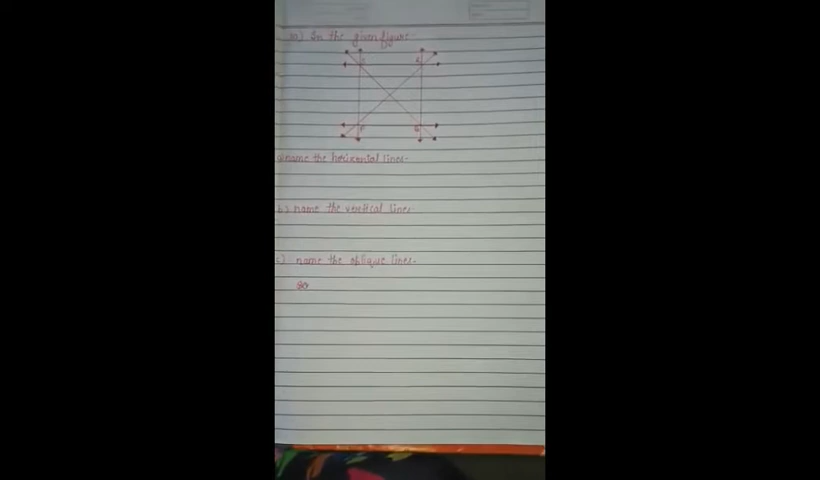 In the given figure
a) name the horizontal lines.
b) name the vertical lines.
c) name the oblique lines.